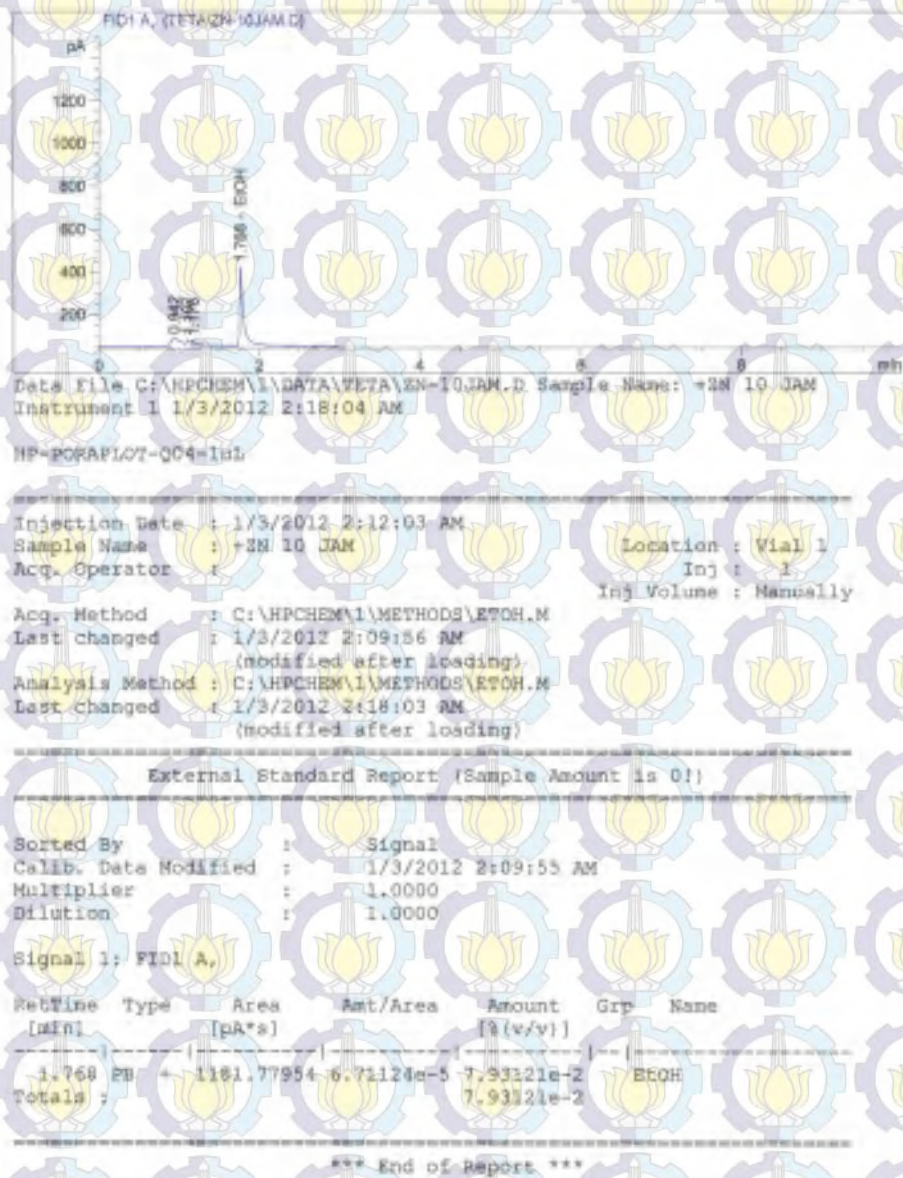 FID1 A, (TETA\ZN-10JAM.D)
pA
1200
1000
800
600
400
200
0.942
1.768 - EtOH
0 2 4 6 8 min
Data File C:\HPCHEM\1\DATA\TETA\ZN-10JAM.D Sample Name: +ZN 10 JAM
Instrument 1 1/3/2012 2:18:04 AM
HP-PORAPLOT-Q04-1uL
Injection Date : 1/3/2012 2:12:03 AM
Sample Name : +ZN 10 JAM Location : Vial 1
Acq. Operator : Inj : 1
Inj Volume : Manually
Acq. Method : C:\HPCHEM\1\METHODS\ETOH.M
Last changed : 1/3/2012 2:09:56 AM
(modified after loading)
Analysis Method : C:\HPCHEM\1\METHODS\ETOH.M
Last changed : 1/3/2012 2:18:03 AM
(modified after loading)
External Standard Report (Sample Amount is 0!)
Sorted By : Signal
Calib. Data Modified : 1/3/2012 2:09:55 AM
Multiplier : 1.0000
Dilution : 1.0000
Signal 1: FID1 A,
RetTime Type Area Amt/Area Amount Grp Name
[min] [pA*s] [%(v/v)]
1.768 PB + 1181.77954 6.71124e-5 7.93121e-2 EtOH
Totals : 7.93121e-2
*** End of Report ***